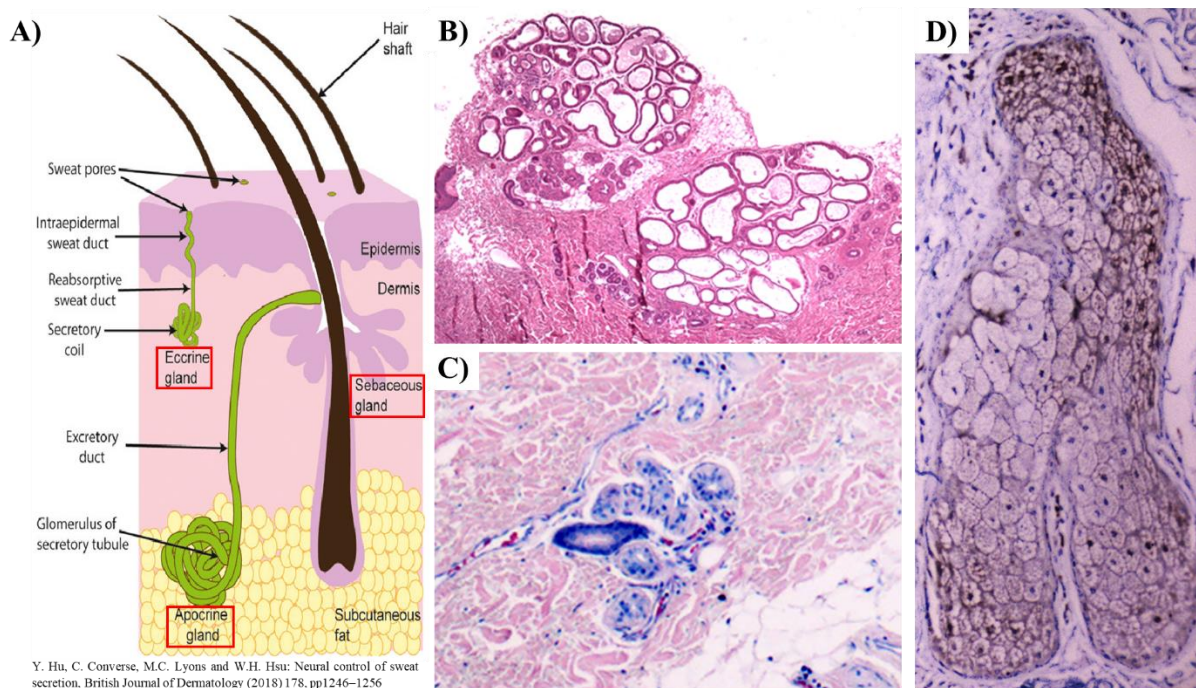 A)
Hair
shaft
Sweat pores
Intraepidermal
sweat duct
Epidermis
Reabsorptive
sweat duct
Dermis
Secretory
coil
Eccrine
gland
Sebaceous
gland
Excretory
duct
Glomerulus of
secretory tubule
Apocrine
gland
Subcutaneous
fat
Y. Hu, C. Converse, M.C. Lyons and W.H. Hsu: Neural control of sweat
secretion, British Journal of Dermatology (2018) 178, pp1246–1256
B)
C)
D)